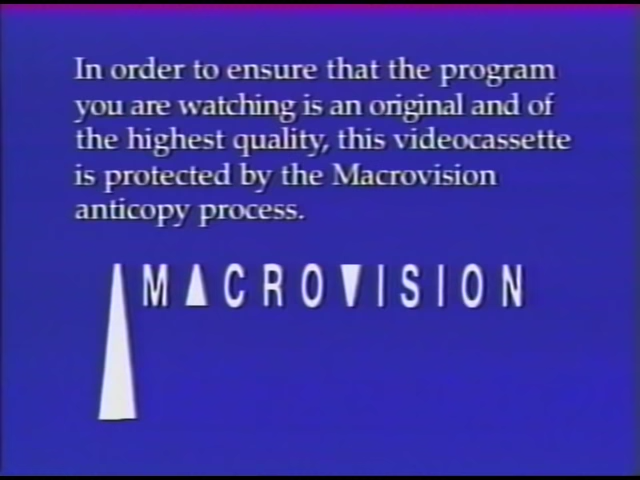 In order to ensure that the program
you are watching is an original and of
the highest quality, this videocassette
is protected by the Macrovision
anticopy process.
MACROVISION